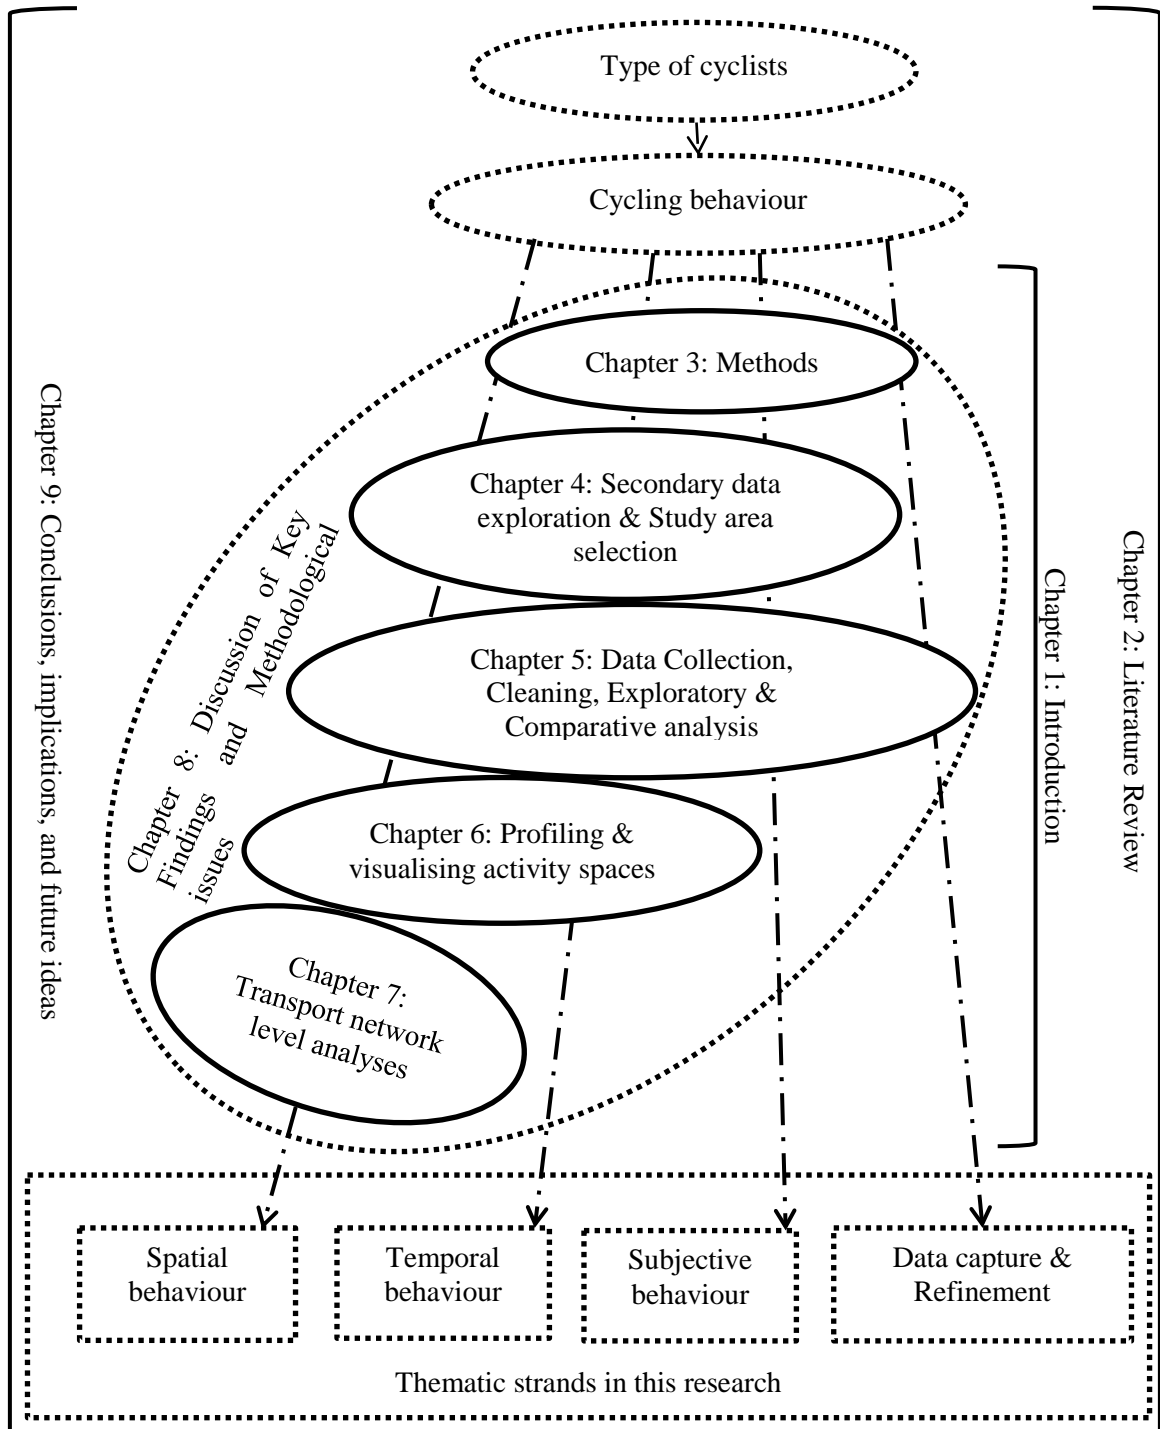 Type of cyclists
Cycling behaviour
Chapter 3: Methods
Chapter 4: Secondary data
exploration & Study area
selection
Chapter 5: Data Collection,
Cleaning, Exploratory &
Comparative analysis
Chapter 6: Profiling &
visualising activity spaces
Chapter 7:
Transport network
level analyses
Chapter 8: Discussion of Key
Findings and Methodological
issues
Chapter 9: Conclusions, implications, and future ideas
Chapter 1: Introduction
Chapter 2: Literature Review
Spatial
behaviour
Temporal
behaviour
Subjective
behaviour
Data capture &
Refinement
Thematic strands in this research